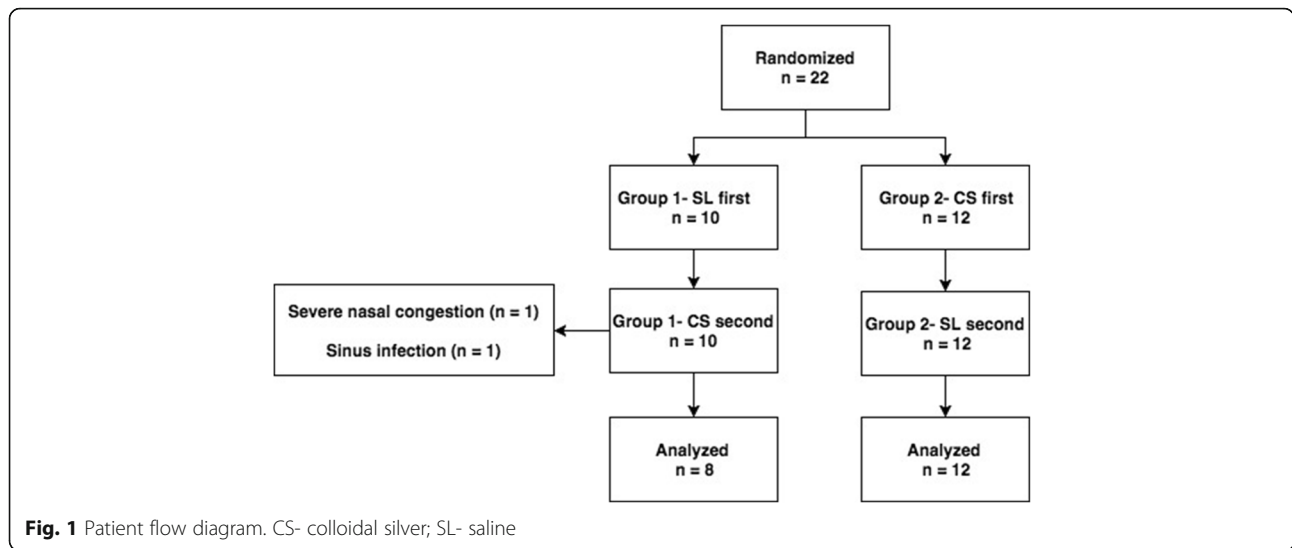 Randomized
n = 22
Group 1- SL first
n = 10
Group 2- CS first
n = 12
Severe nasal congestion (n = 1)
Sinus infection (n = 1)
Group 1- CS second
n = 10
Group 2- SL second
n = 12
Analyzed
n = 8
Analyzed
n = 12
Fig. 1 Patient flow diagram. CS- colloidal silver; SL- saline